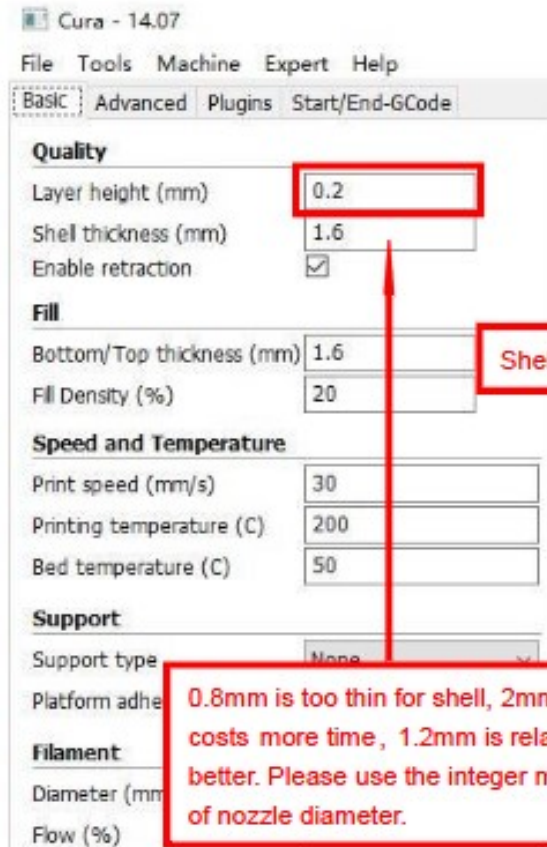 Cura - 14.07
File Tools Machine Expert Help
Basic Advanced Plugins Start/End-GCode
Quality
Layer height (mm) 0.2
Shell thickness (mm) 1.6
Enable retraction
Fill
Bottom/Top thickness (mm) 1.6
She
Fill Density (%) 20
Speed and Temperature
Print speed (mm/s) 30
Printing temperature (C) 200
Bed temperature (C) 50
Support
Support type None
Platform adhe
Filament
Diameter (mm
Flow (%)
0.8mm is too thin for shell, 2mm
costs more time, 1.2mm is rela
better. Please use the integer m
of nozzle diameter.